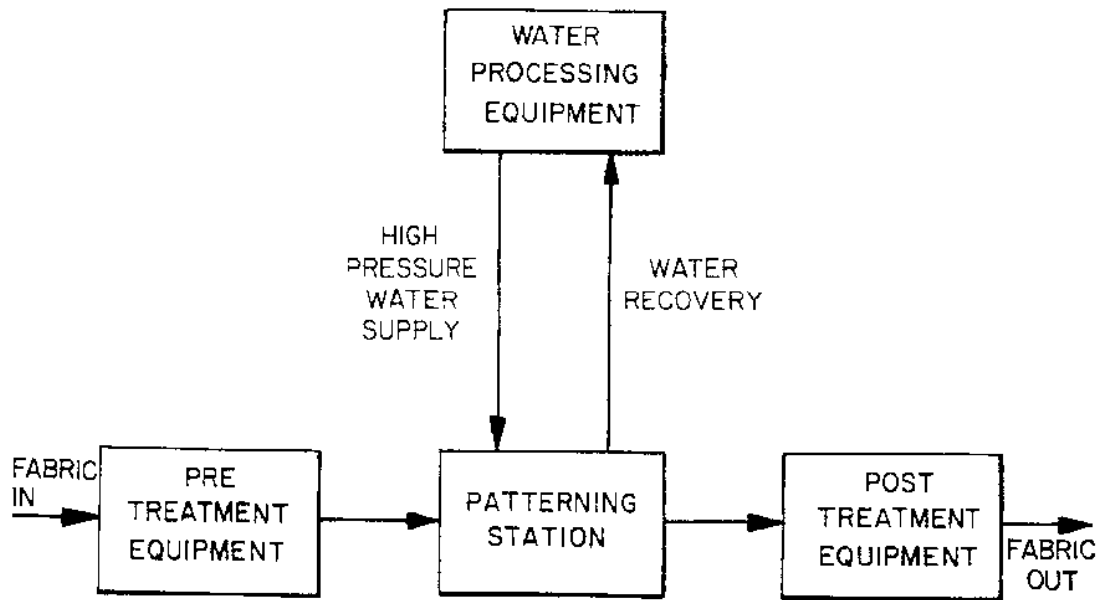 WATER
PROCESSING
EQUIPMENT
HIGH
PRESSURE
WATER
SUPPLY
WATER
RECOVERY
FABRIC
IN
PRE
TREATMENT
EQUIPMENT
PATTERNING
STATION
POST
TREATMENT
EQUIPMENT
FABRIC
OUT